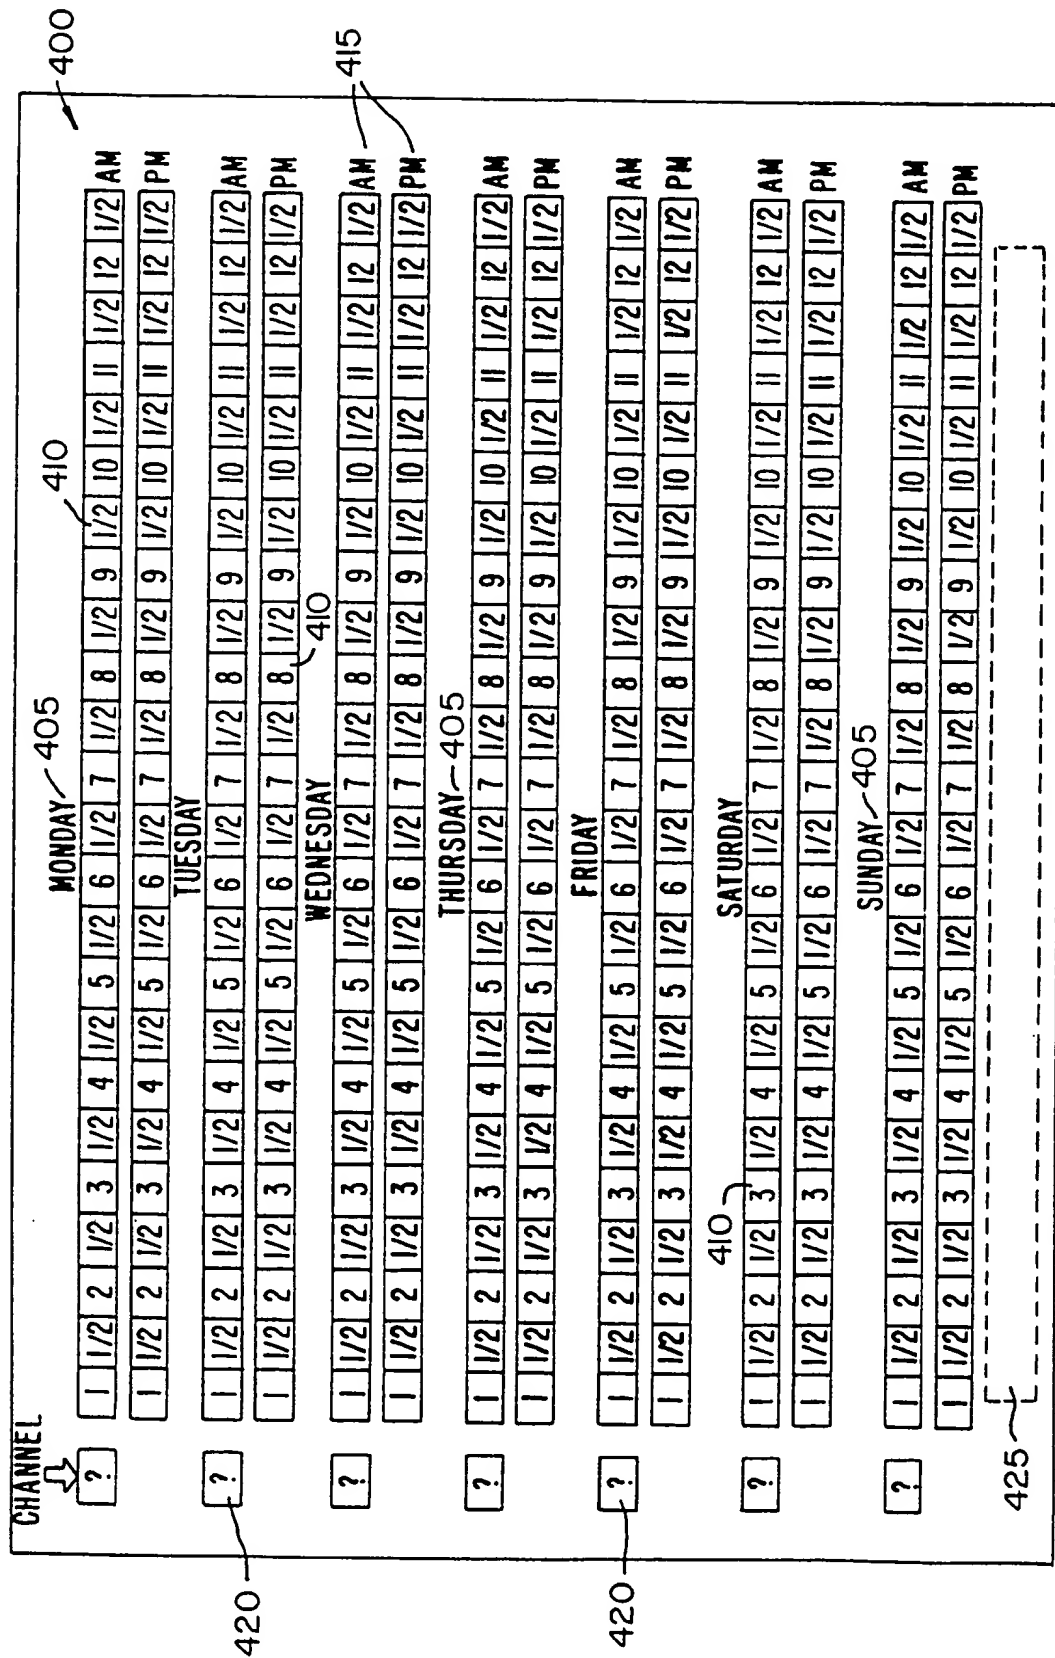 400
CHANNEL
MONDAY 405
410
? 1 1/2 2 1/2 3 1/2 4 1/2 5 1/2 6 1/2 7 1/2 8 1/2 9 1/2 10 1/2 11 1/2 12 1/2 AM
1 1/2 2 1/2 3 1/2 4 1/2 5 1/2 6 1/2 7 1/2 8 1/2 9 1/2 10 1/2 11 1/2 12 1/2 PM
TUESDAY
? 1 1/2 2 1/2 3 1/2 4 1/2 5 1/2 6 1/2 7 1/2 8 1/2 9 1/2 10 1/2 11 1/2 12 1/2 AM
420
1 1/2 2 1/2 3 1/2 4 1/2 5 1/2 6 1/2 7 1/2 8 1/2 9 1/2 10 1/2 11 1/2 12 1/2 PM
410
WEDNESDAY
415
? 1 1/2 2 1/2 3 1/2 4 1/2 5 1/2 6 1/2 7 1/2 8 1/2 9 1/2 10 1/2 11 1/2 12 1/2 AM
1 1/2 2 1/2 3 1/2 4 1/2 5 1/2 6 1/2 7 1/2 8 1/2 9 1/2 10 1/2 11 1/2 12 1/2 PM
THURSDAY 405
? 1 1/2 2 1/2 3 1/2 4 1/2 5 1/2 6 1/2 7 1/2 8 1/2 9 1/2 10 1/2 11 1/2 12 1/2 AM
1 1/2 2 1/2 3 1/2 4 1/2 5 1/2 6 1/2 7 1/2 8 1/2 9 1/2 10 1/2 11 1/2 12 1/2 PM
FRIDAY
? 1 1/2 2 1/2 3 1/2 4 1/2 5 1/2 6 1/2 7 1/2 8 1/2 9 1/2 10 1/2 11 1/2 12 1/2 AM
420
1 1/2 2 1/2 3 1/2 4 1/2 5 1/2 6 1/2 7 1/2 8 1/2 9 1/2 10 1/2 11 1/2 12 1/2 PM
410
SATURDAY
? 1 1/2 2 1/2 3 1/2 4 1/2 5 1/2 6 1/2 7 1/2 8 1/2 9 1/2 10 1/2 11 1/2 12 1/2 AM
1 1/2 2 1/2 3 1/2 4 1/2 5 1/2 6 1/2 7 1/2 8 1/2 9 1/2 10 1/2 11 1/2 12 1/2 PM
SUNDAY 405
? 1 1/2 2 1/2 3 1/2 4 1/2 5 1/2 6 1/2 7 1/2 8 1/2 9 1/2 10 1/2 11 1/2 12 1/2 AM
1 1/2 2 1/2 3 1/2 4 1/2 5 1/2 6 1/2 7 1/2 8 1/2 9 1/2 10 1/2 11 1/2 12 1/2 PM
425